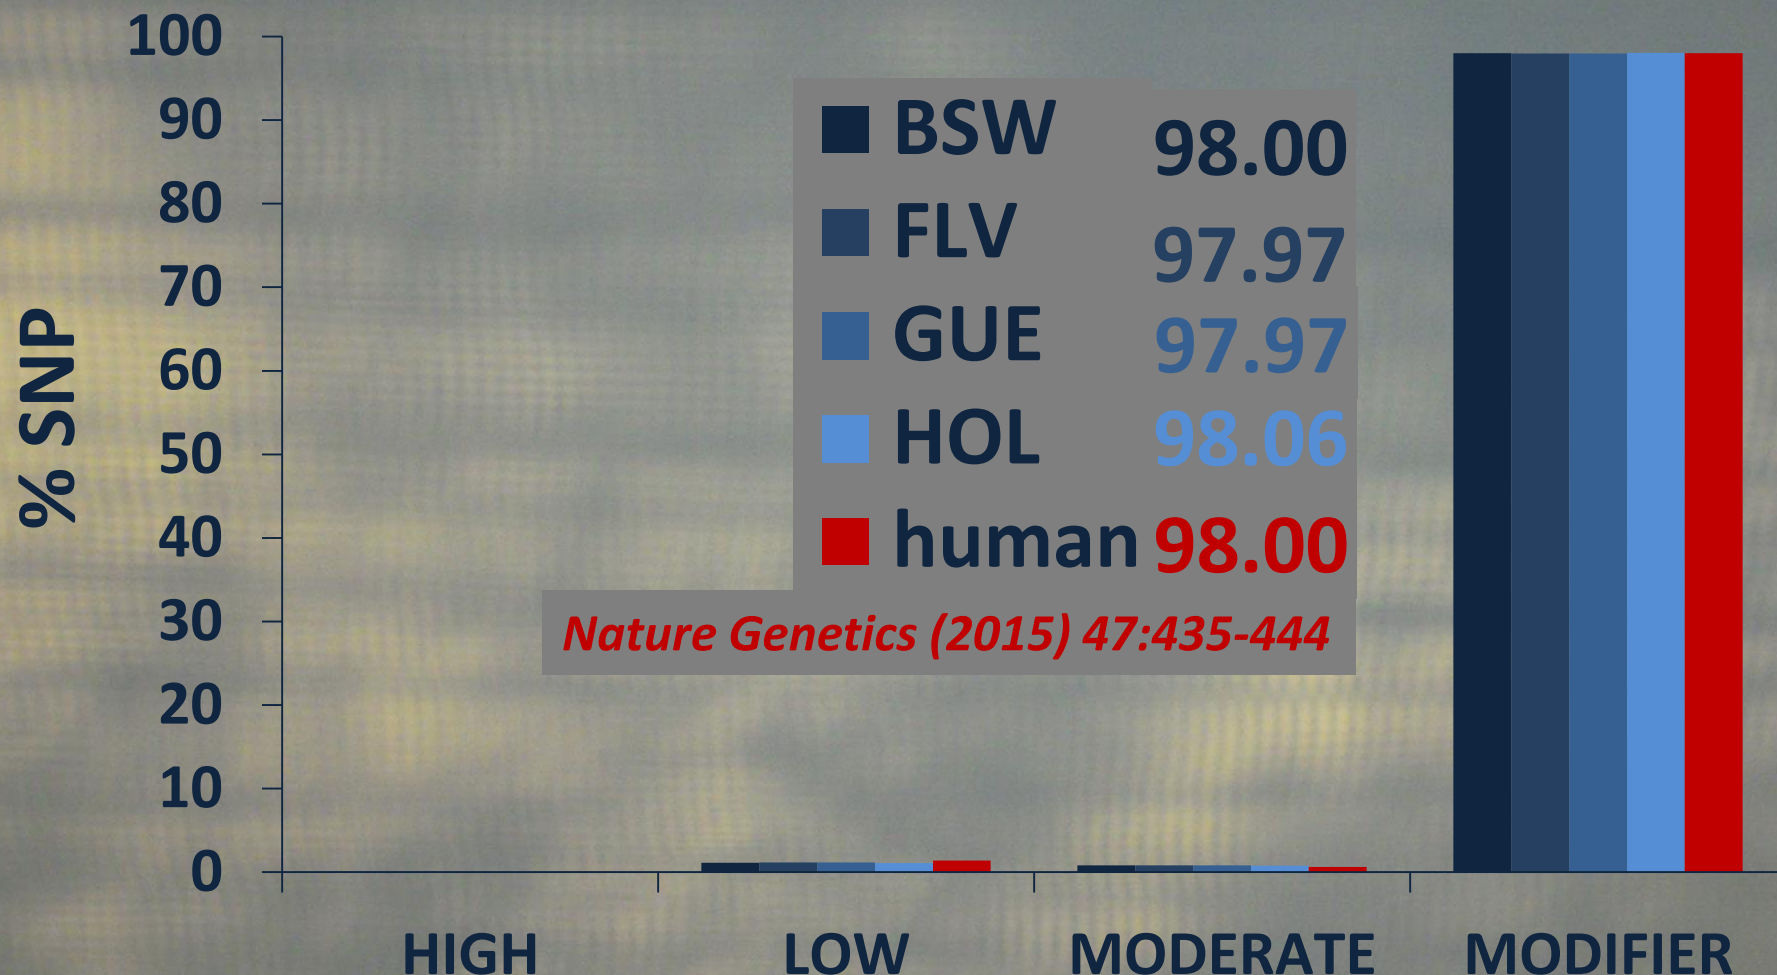 % SNP
100
90
80
70
60
50
40
30
20
10
0
BSW 98.00
FLV 97.97
GUE 97.97
HOL 98.06
human 98.00
Nature Genetics (2015) 47:435-444
HIGH LOW MODERATE MODIFIER